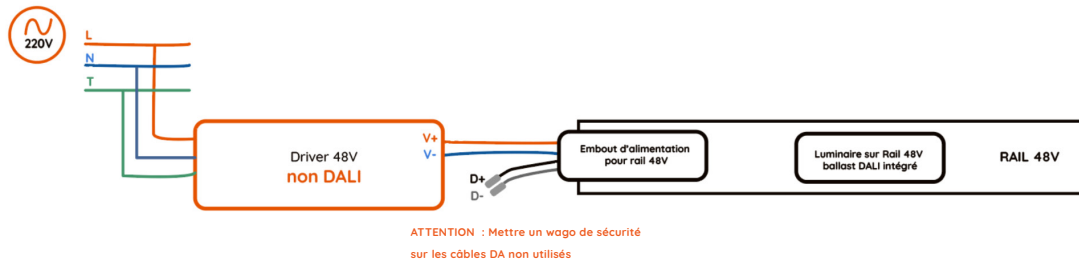 220V
L
N
T
Driver 48V
non DALI
V+
V-
D+
D-
Embout d'alimentation
pour rail 48V
Luminaire sur Rail 48V
ballast DALI intégré
RAIL 48V
ATTENTION : Mettre un wago de sécurité
sur les câbles DA non utilisés